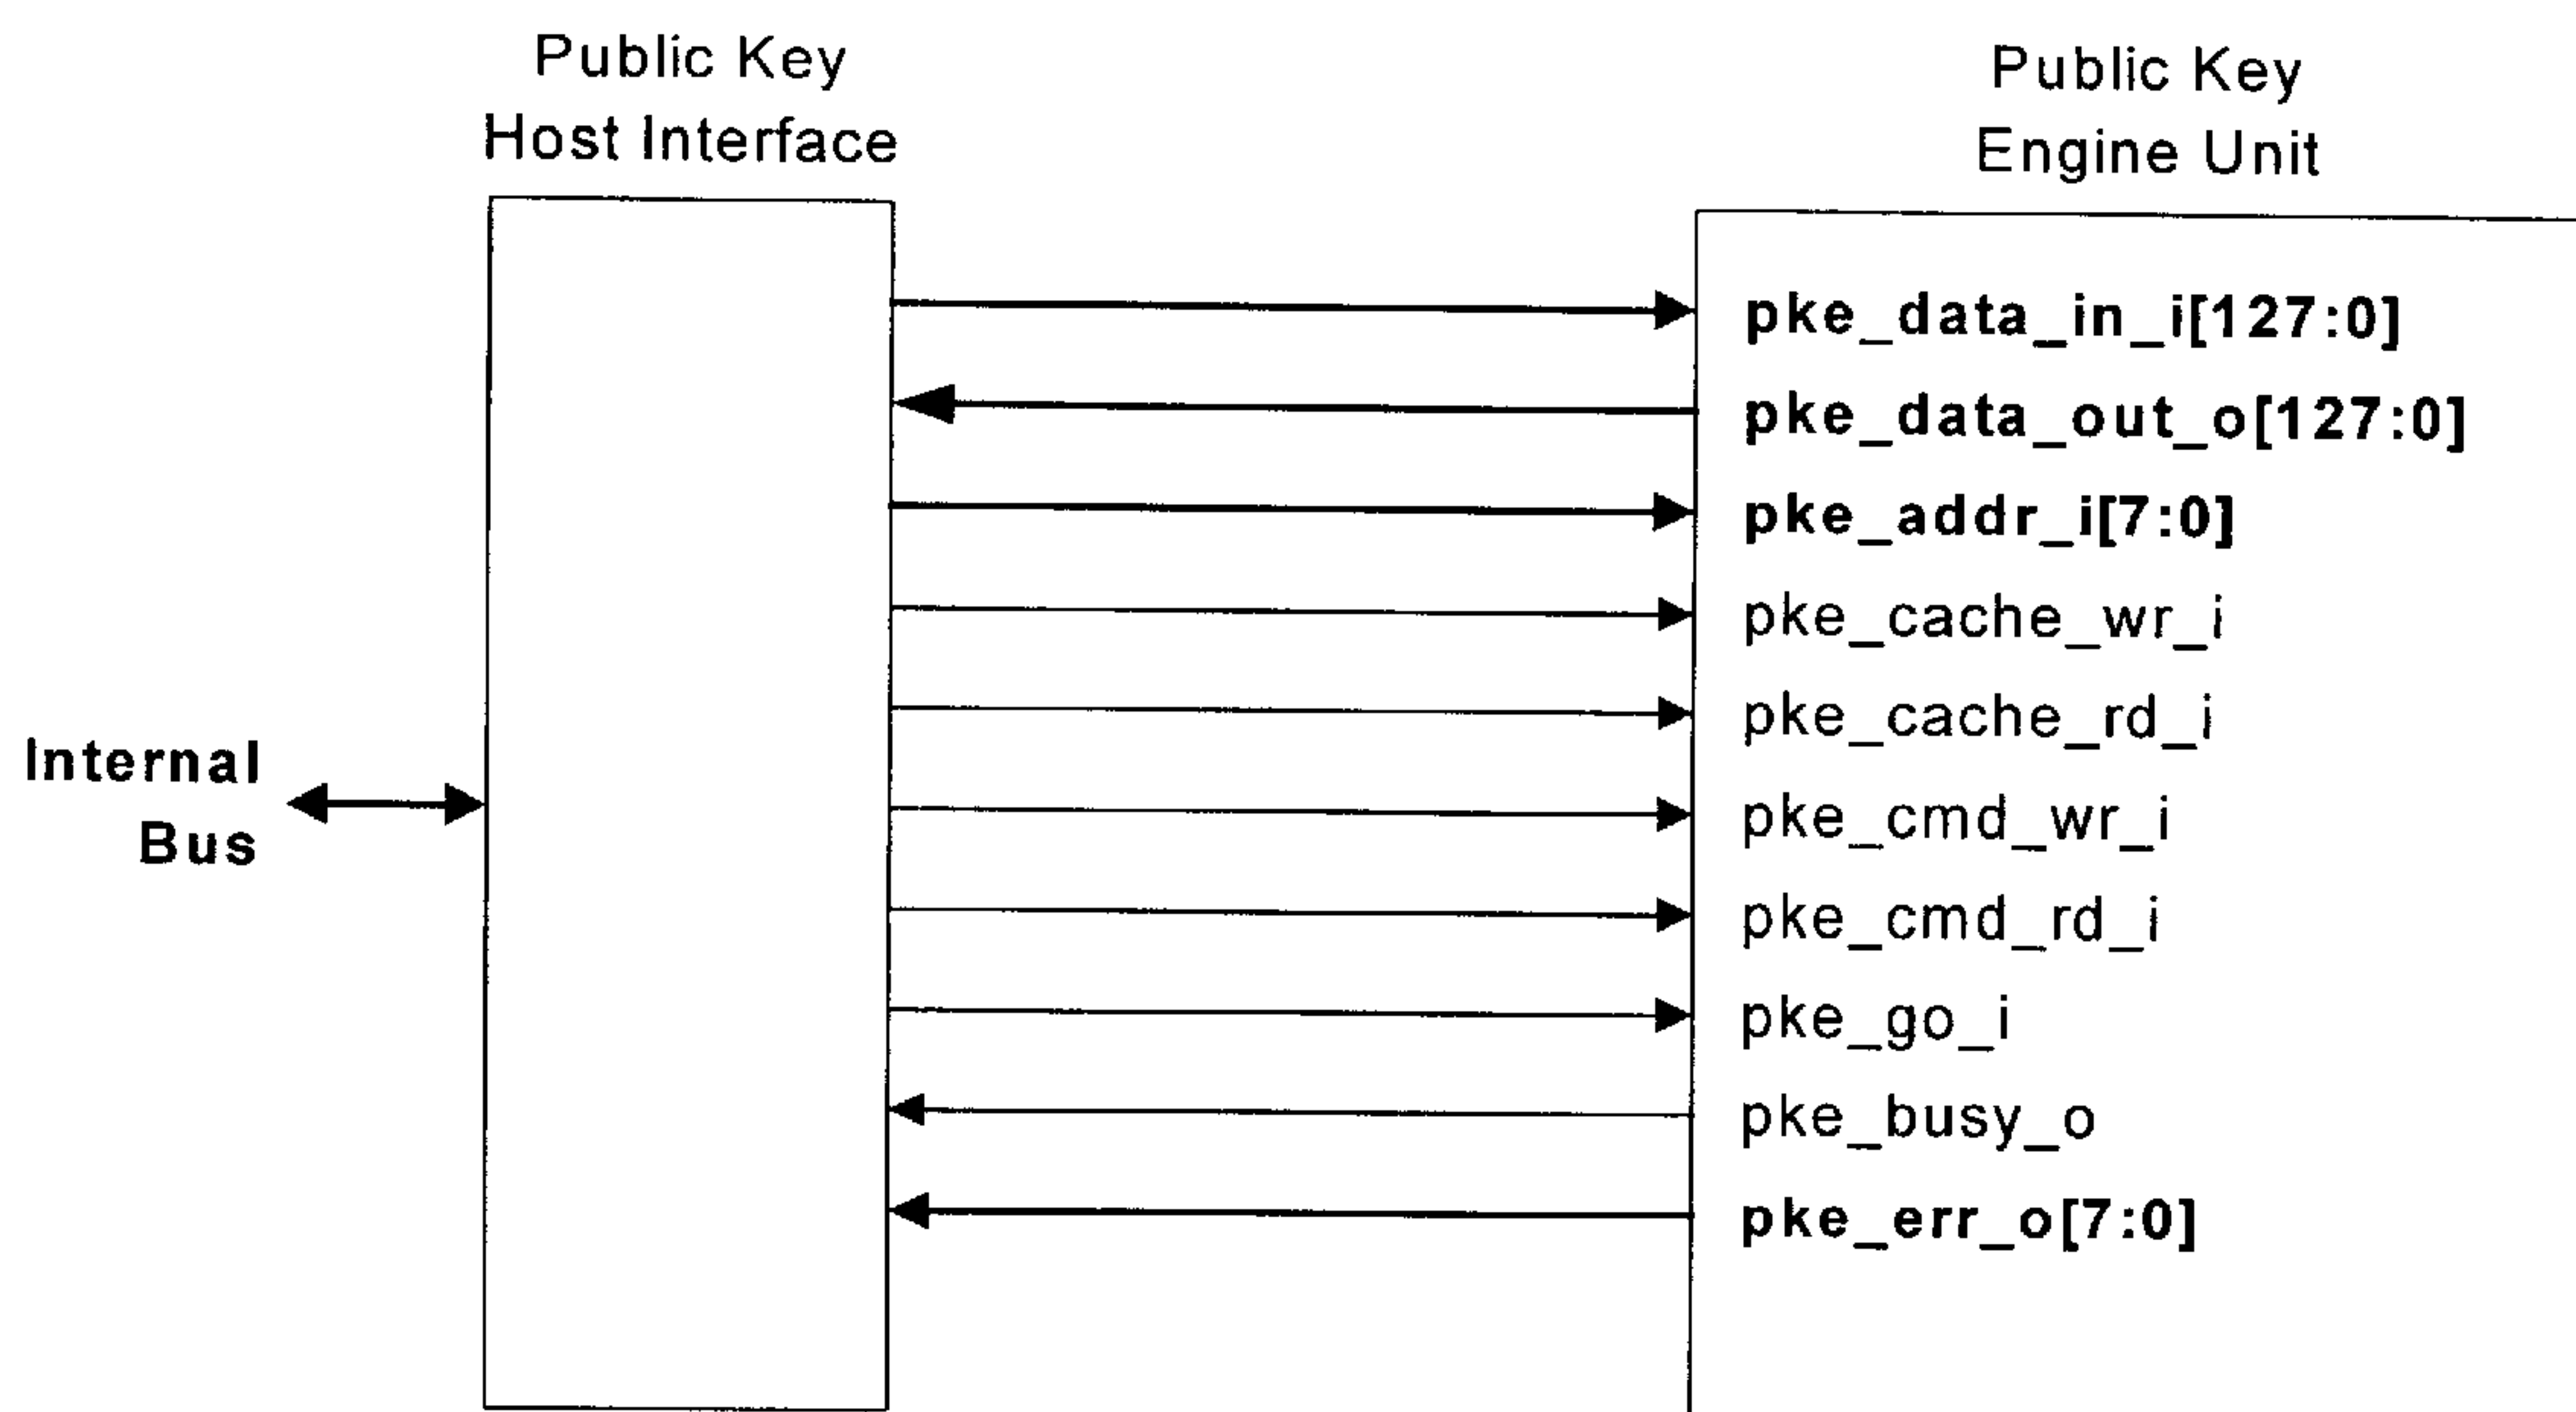 Public Key
Host Interface
Public Key
Engine Unit
pke_data_in_i[127:0]
pke_data_out_o[127:0]
pke_addr_i[7:0]
pke_cache_wr_i
pke_cache_rd_i
Internal
Bus
pke_cmd_wr_i
pke_cmd_rd_i
pke_go_i
pke_busy_o
pke_err_o[7:0]